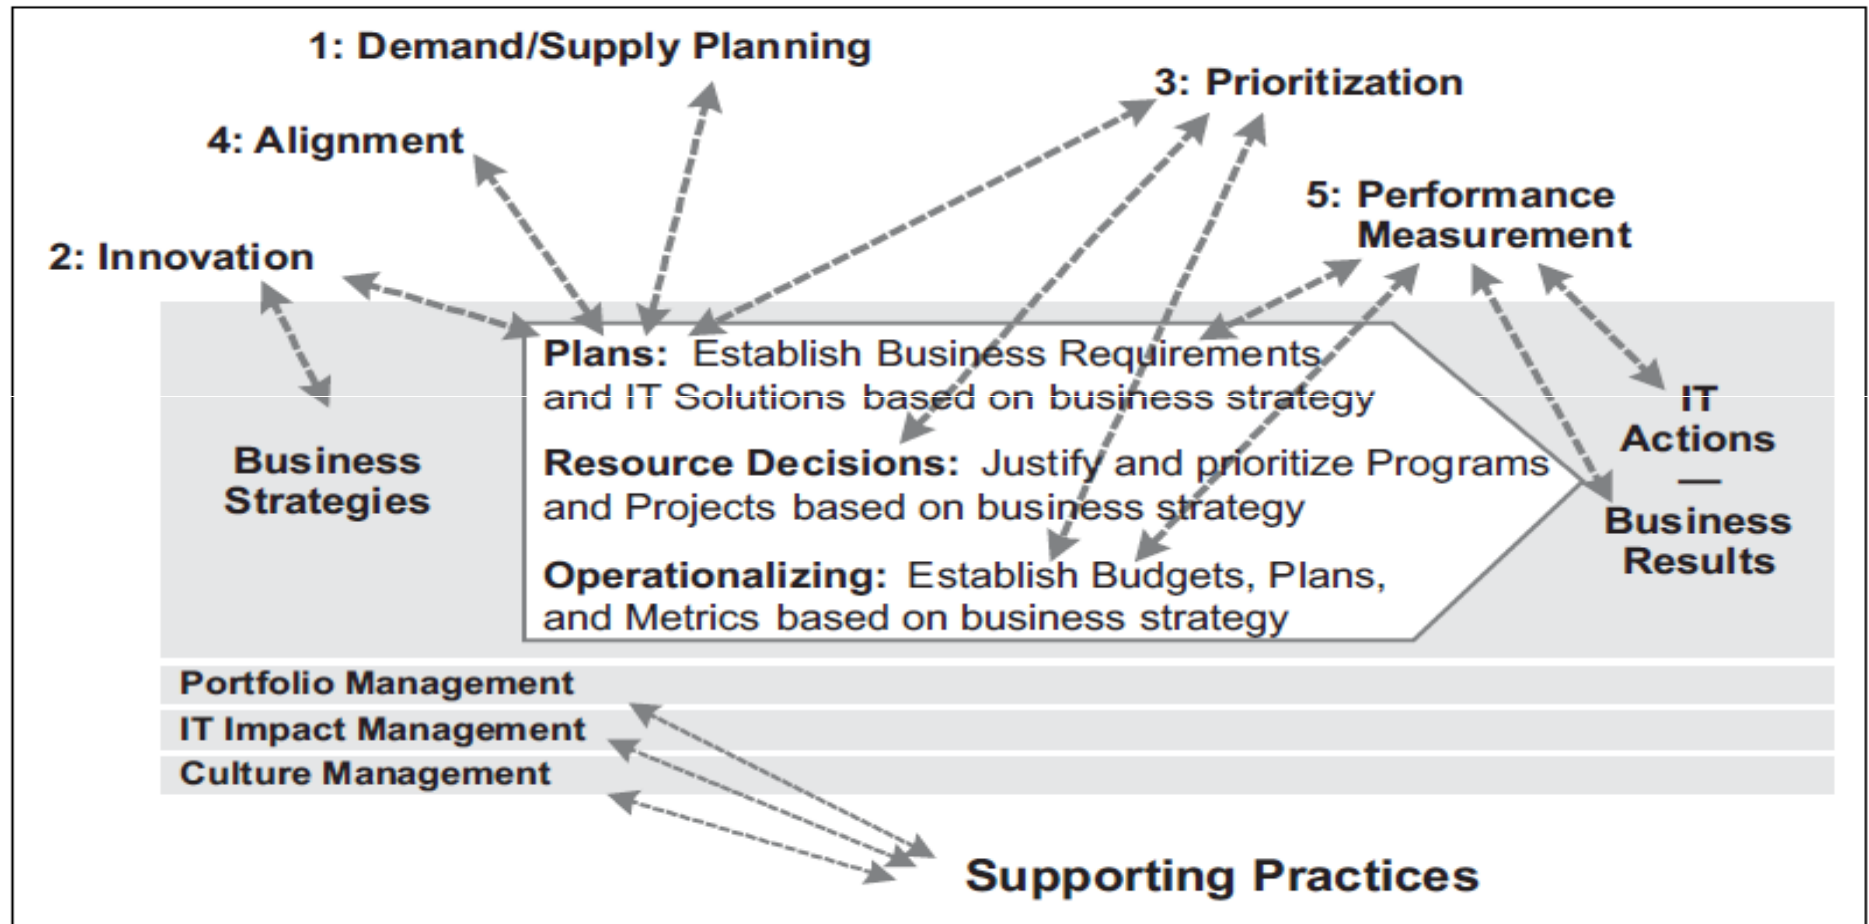 1: Demand/Supply Planning
3: Prioritization
4: Alignment
5: Performance
Measurement
2: Innovation
Plans: Establish Business Requirements
and IT Solutions based on business strategy
Resource Decisions: Justify and prioritize Programs
and Projects based on business strategy
Operationalizing: Establish Budgets, Plans,
and Metrics based on business strategy
Business
Strategies
IT
Actions
—
Business
Results
Portfolio Management
IT Impact Management
Culture Management
Supporting Practices